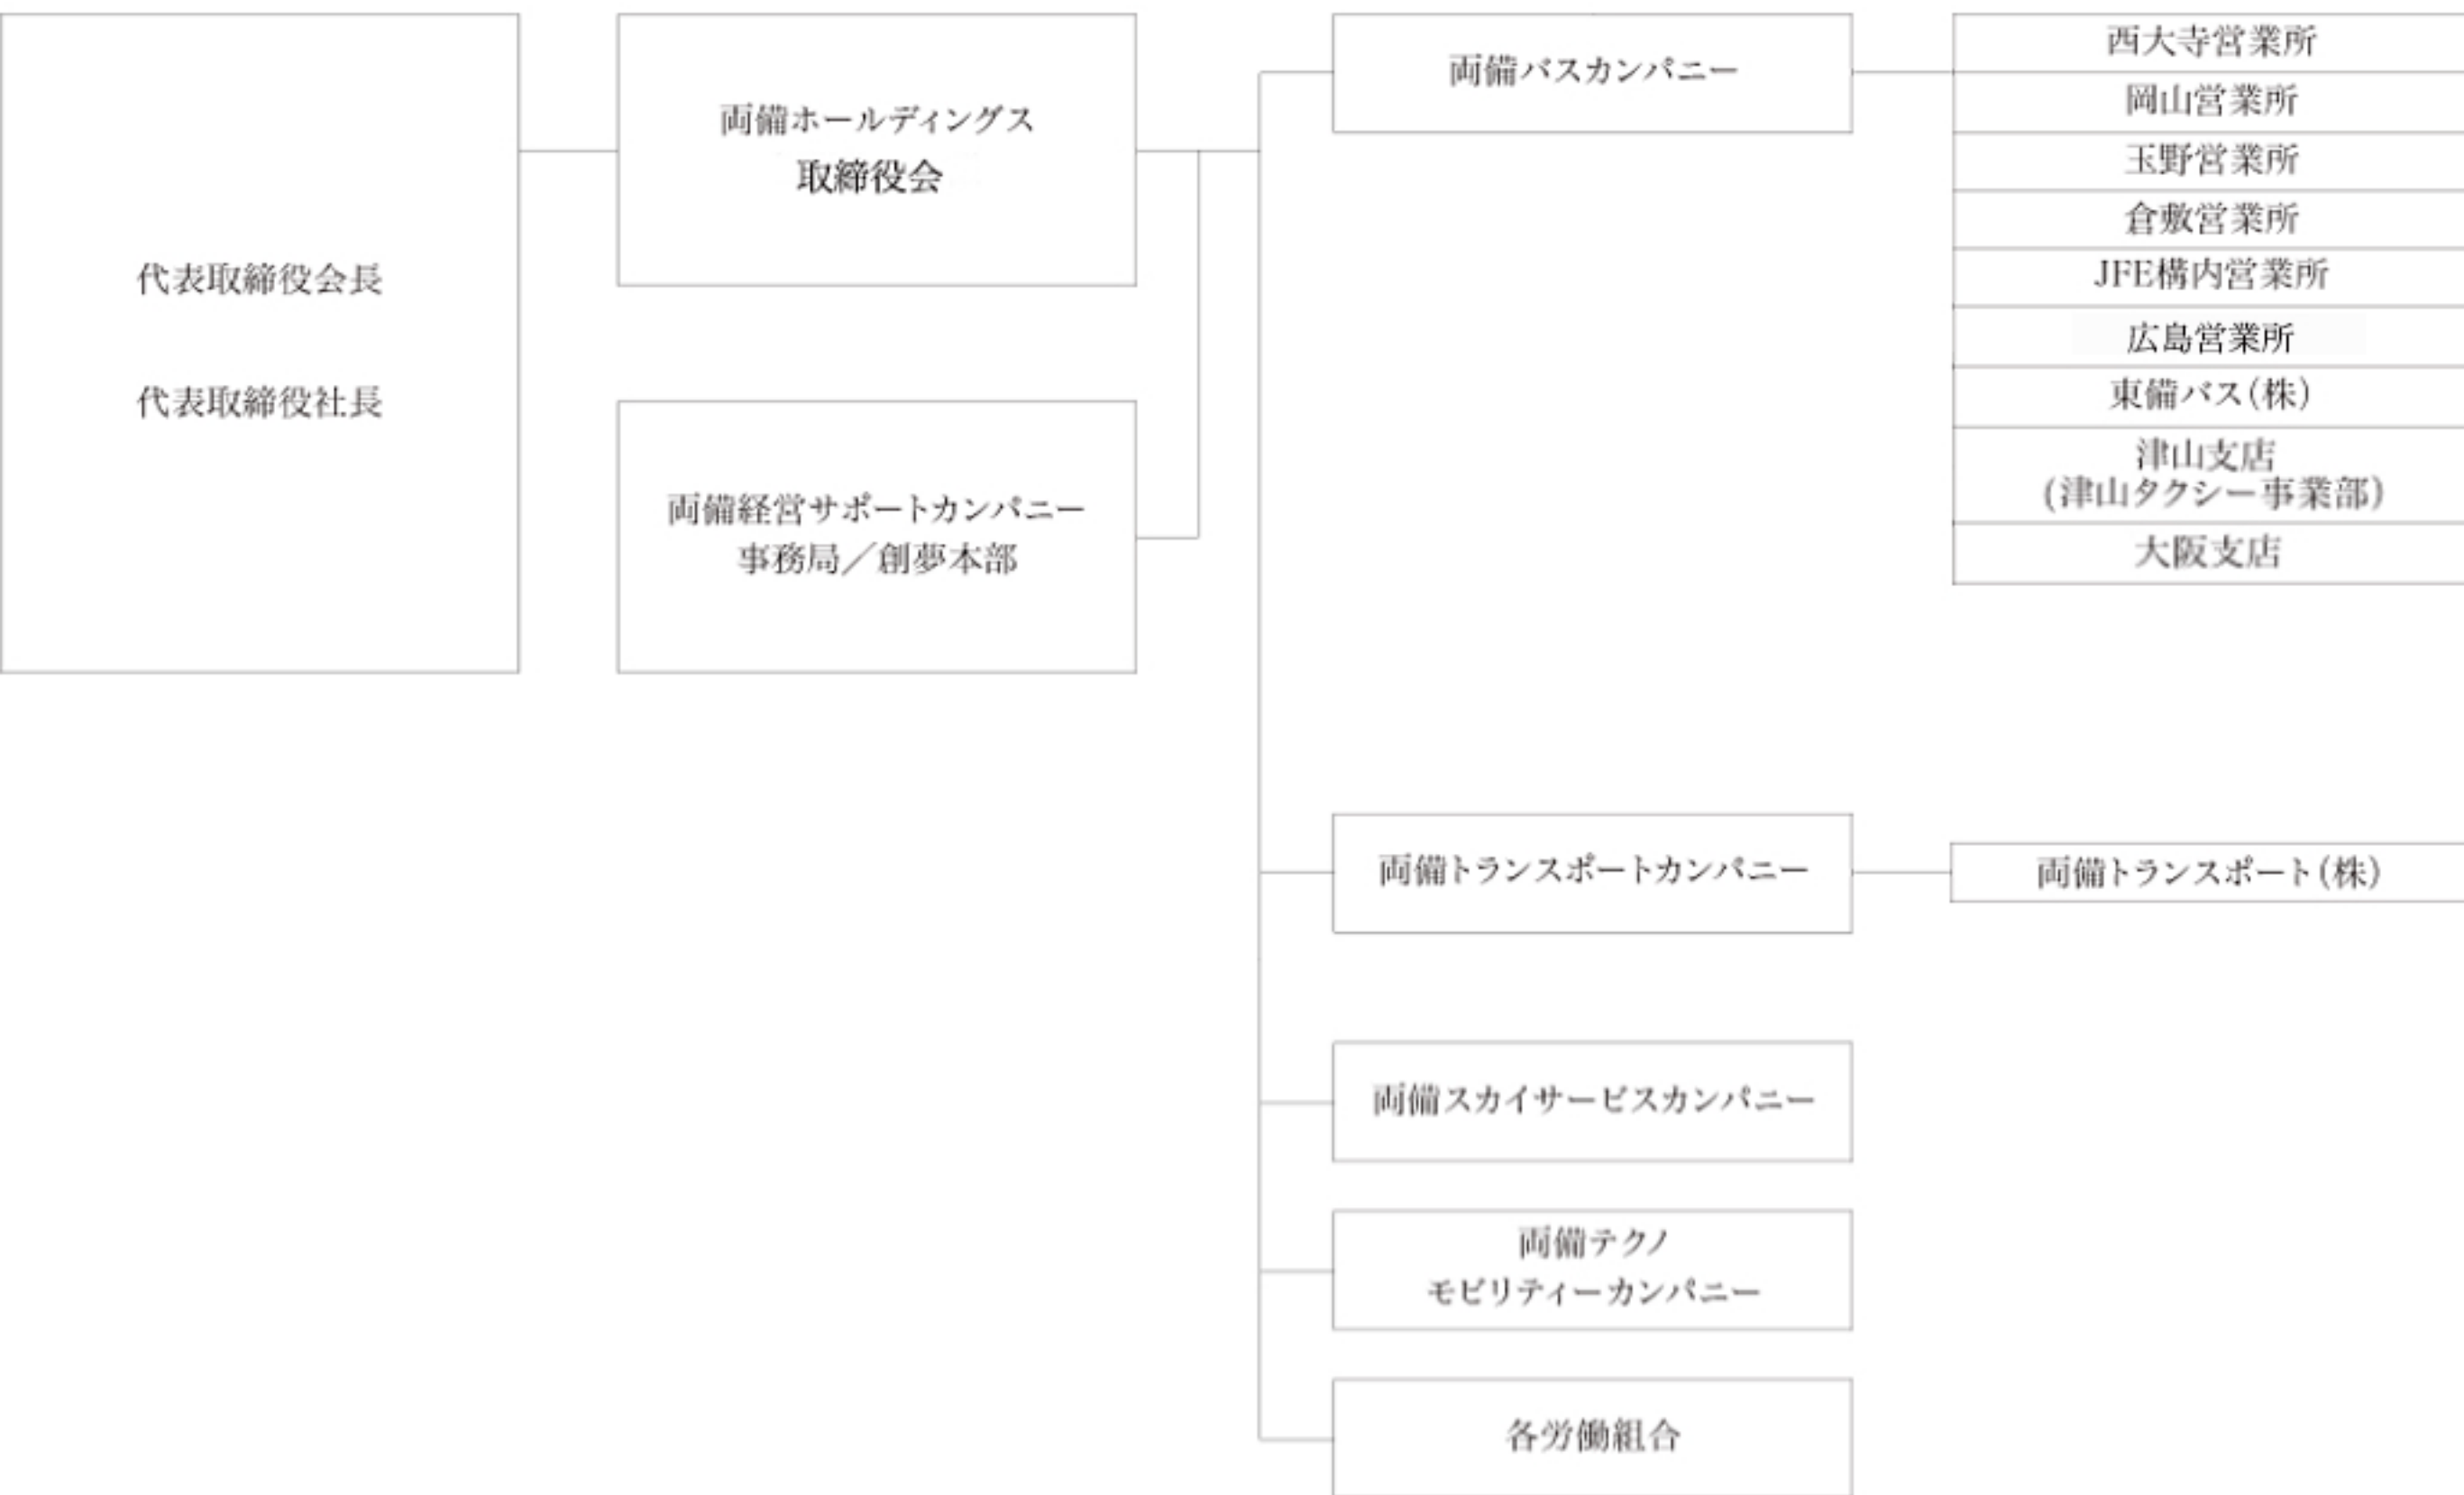 代表取締役会長
代表取締役社長
両備ホールディングス
取締役会
両備経営サポートカンパニー
事務局／創夢本部
両備バスカンパニー
西大寺営業所
岡山営業所
玉野営業所
倉敷営業所
JFE構内営業所
広島営業所
東備バス(株)
津山支店
(津山タクシー事業部)
大阪支店
両備トランスポートカンパニー
両備トランスポート(株)
両備スカイサービスカンパニー
両備テクノ
モビリティーカンパニー
各労働組合